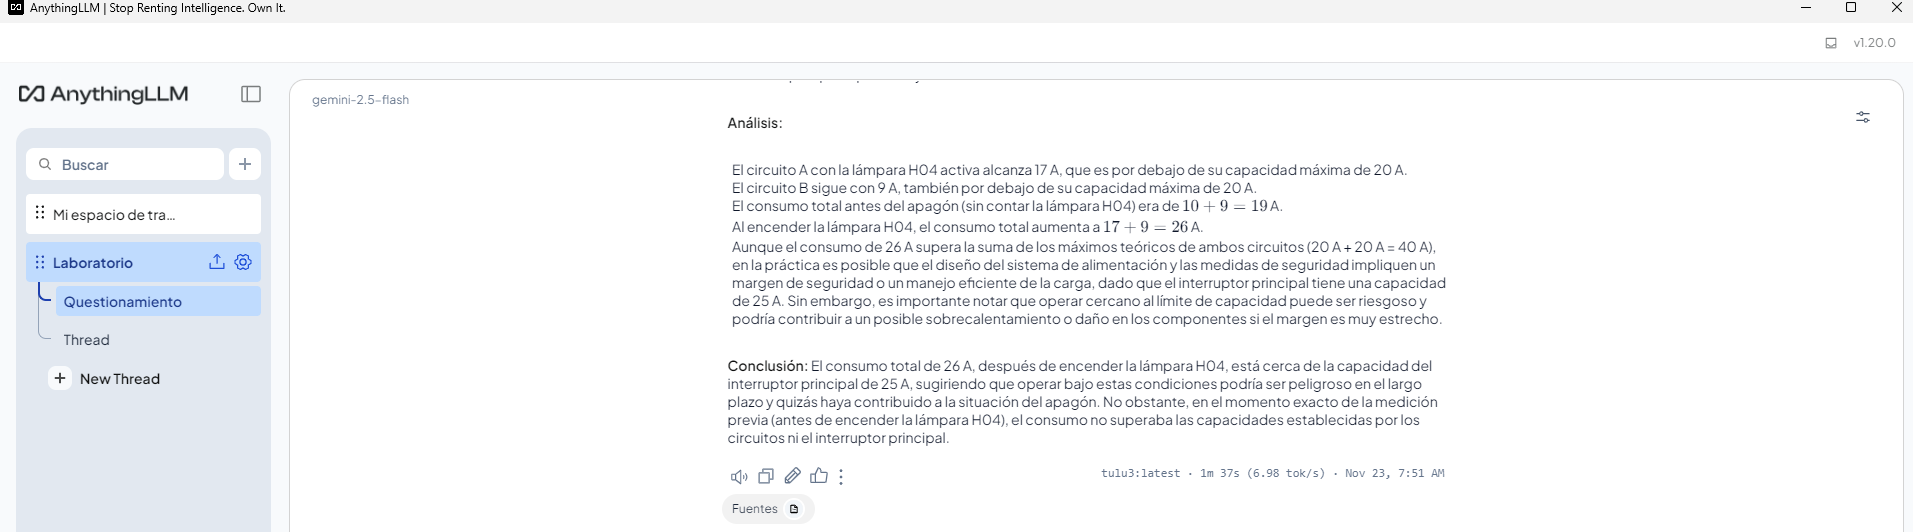 AnythingLLM | Stop Renting Intelligence. Own It.
v1.20.0
AnythingLLM
Buscar
Mi espacio de tra...
Laboratorio
Questionamiento
Thread
New Thread
gemini-2.5-flash
Análisis:
El circuito A con la lámpara H04 activa alcanza 17 A, que es por debajo de su capacidad máxima de 20 A.
El circuito B sigue con 9 A, también por debajo de su capacidad máxima de 20 A.
El consumo total antes del apagón (sin contar la lámpara H04) era de 10 + 9 = 19 A.
Al encender la lámpara H04, el consumo total aumenta a 17 + 9 = 26 A.
Aunque el consumo de 26 A supera la suma de los máximos teóricos de ambos circuitos (20 A + 20 A = 40 A),
en la práctica es posible que el diseño del sistema de alimentación y las medidas de seguridad impliquen un
margen de seguridad o un manejo eficiente de la carga, dado que el interruptor principal tiene una capacidad
de 25 A. Sin embargo, es importante notar que operar cercano al límite de capacidad puede ser riesgoso y
podría contribuir a un posible sobrecalentamiento o daño en los componentes si el margen es muy estrecho.
Conclusión: El consumo total de 26 A, después de encender la lámpara H04, está cerca de la capacidad del
interruptor principal de 25 A, sugiriendo que operar bajo estas condiciones podría ser peligroso en el largo
plazo y quizás haya contribuido a la situación del apagón. No obstante, en el momento exacto de la medición
previa (antes de encender la lámpara H04), el consumo no superaba las capacidades establecidas por los
circuitos ni el interruptor principal.
tulu3:latest · 1m 37s (6.98 tok/s) · Nov 23, 7:51 AM
Fuentes